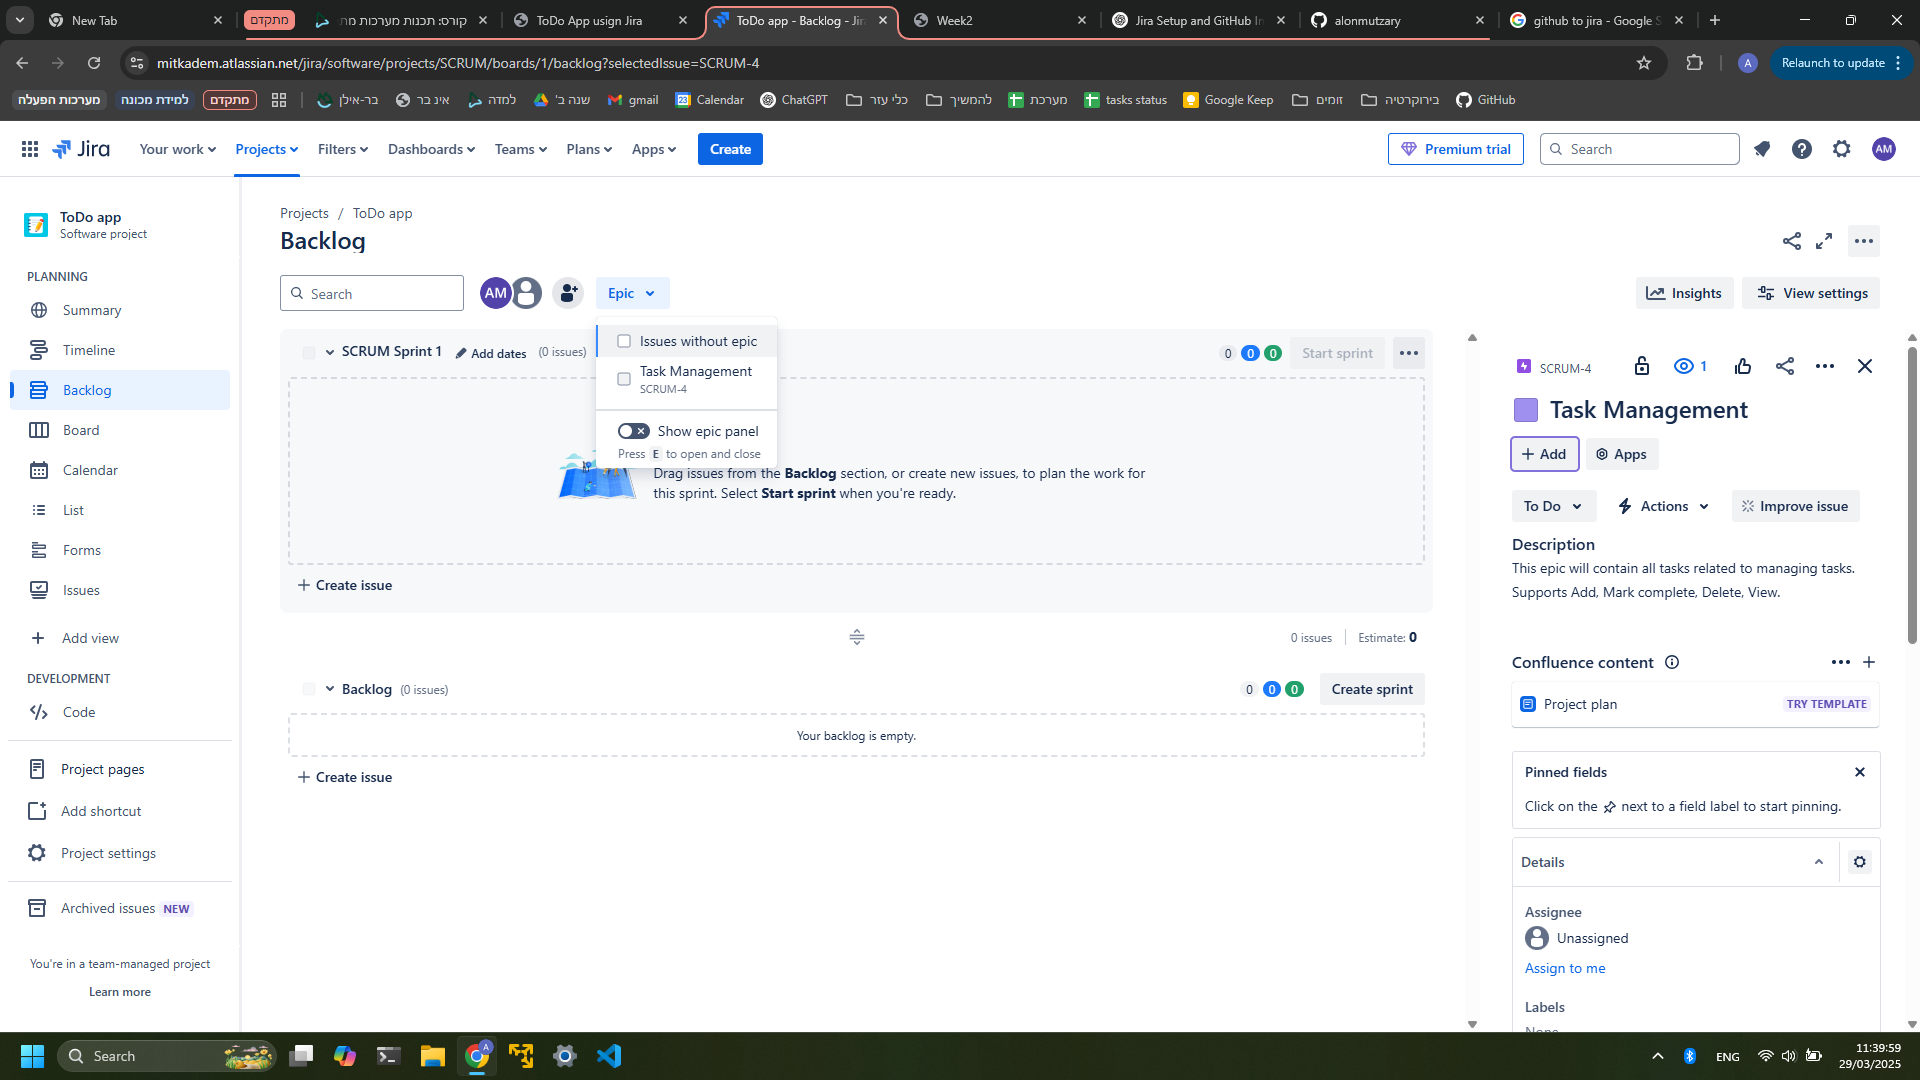 New Tab
מתקדם
קורס: תכנות מערכות מת
ToDo App usign Jira
ToDo app - Backlog - Jir
Week2
Jira Setup and GitHub In
alonmutzary
github to jira - Google S
mitkadem.atlassian.net/jira/software/projects/SCRUM/boards/1/backlog?selectedIssue=SCRUM-4
A
Relaunch to update
מערכות הפעלה
למידת מכונה
מתקדם
בר-אילן
אינ בר
למדה
שנה ב'
gmail
Calendar
ChatGPT
כלי עזר
להמשיך
מערכת
tasks status
Google Keep
זומים
בירוקרטיה
GitHub
Jira
Your work
Projects
Filters
Dashboards
Teams
Plans
Apps
Create
Premium trial
Search
AM
ToDo app
Software project
PLANNING
Summary
Timeline
Backlog
Board
Calendar
List
Forms
Issues
Add view
DEVELOPMENT
Code
Project pages
Add shortcut
Project settings
Archived issues NEW
You're in a team-managed project
Learn more
Projects / ToDo app
Backlog
Search
AM
Epic
Insights
View settings
Issues without epic
Task Management
SCRUM-4
Show epic panel
Press E to open and close
SCRUM Sprint 1
Add dates
(0 issues)
0 0 0
Start sprint
Drag issues from the Backlog section, or create new issues, to plan the work for
this sprint. Select Start sprint when you're ready.
Create issue
0 issues
Estimate: 0
Backlog (0 issues)
0 0 0
Create sprint
Your backlog is empty.
Create issue
SCRUM-4
1
Task Management
Add
Apps
To Do
Actions
Improve issue
Description
This epic will contain all tasks related to managing tasks.
Supports Add, Mark complete, Delete, View.
Confluence content
Project plan
TRY TEMPLATE
Pinned fields
Click on the next to a field label to start pinning.
Details
Assignee
Unassigned
Assign to me
Labels
None
Search
ENG
11:39:59
29/03/2025